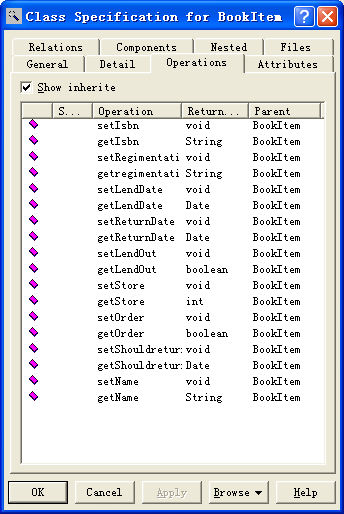 Class Specification for BookItem
Relations Components Nested Files
General Detail Operations Attributes
Show inherite
S... Operation Return... Parent
setIsbn void BookItem
getIsbn String BookItem
setRegimentati void BookItem
getregimentati String BookItem
setLendDate void BookItem
getLendDate Date BookItem
setReturnDate void BookItem
getReturnDate Date BookItem
setLendOut void BookItem
getLendOut boolean BookItem
setStore void BookItem
getStore int BookItem
setOrder void BookItem
getOrder boolean BookItem
setShouldretur void BookItem
getShouldretur Date BookItem
setName void BookItem
getName String BookItem
OK Cancel Apply Browse Help